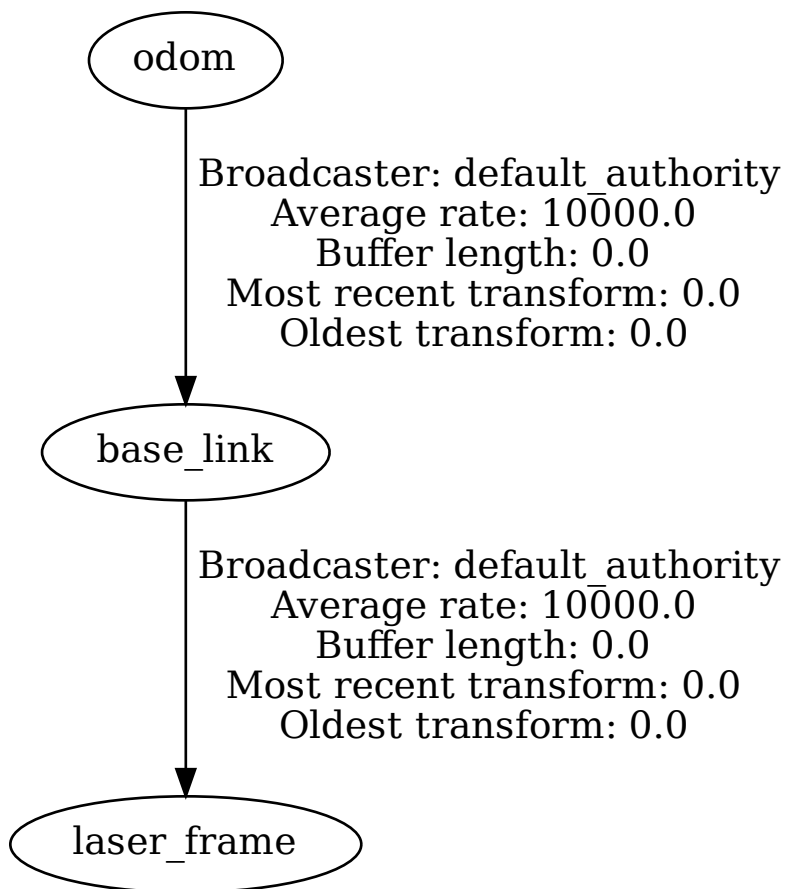 odom
Broadcaster: default_authority
Average rate: 10000.0
Buffer length: 0.0
Most recent transform: 0.0
Oldest transform: 0.0
base_link
Broadcaster: default_authority
Average rate: 10000.0
Buffer length: 0.0
Most recent transform: 0.0
Oldest transform: 0.0
laser_frame